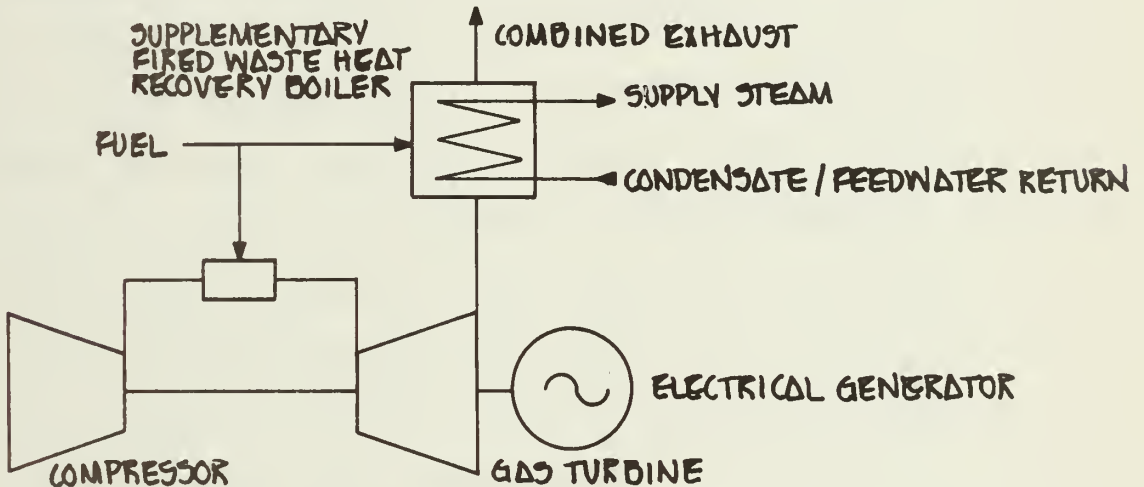 SUPPLEMENTARY
FIRED WASTE HEAT
RECOVERY BOILER
COMBINED EXHAUST
SUPPLY STEAM
FUEL
CONDENSATE / FEEDWATER RETURN
ELECTRICAL GENERATOR
COMPRESSOR
GAS TURBINE